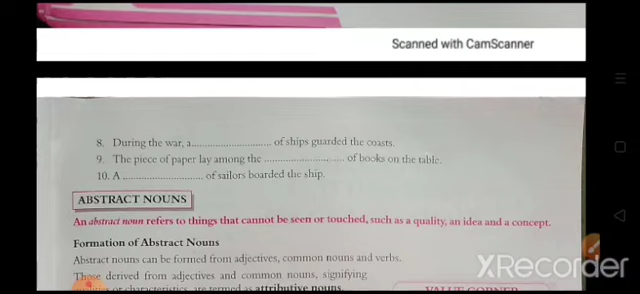 Scanned with CamScanner
8. During the war, a............................ of ships guarded the coasts.
9. The piece of paper lay among the ............................ of books on the table.
10. A ............................ of sailors boarded the ship.
ABSTRACT NOUNS
An abstract noun refers to things that cannot be seen or touched, such as a quality, an idea and a concept.
Formation of Abstract Nouns
Abstract nouns can be formed from adjectives, common nouns and verbs.
Those derived from adjectives and common nouns, signifying
or characteristics, are termed as attributive nouns.
VALUE CORNER
XRecorder